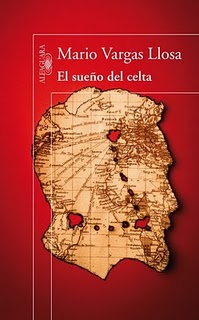 ALFAGUARA
Mario Vargas Llosa
El sueño del celta